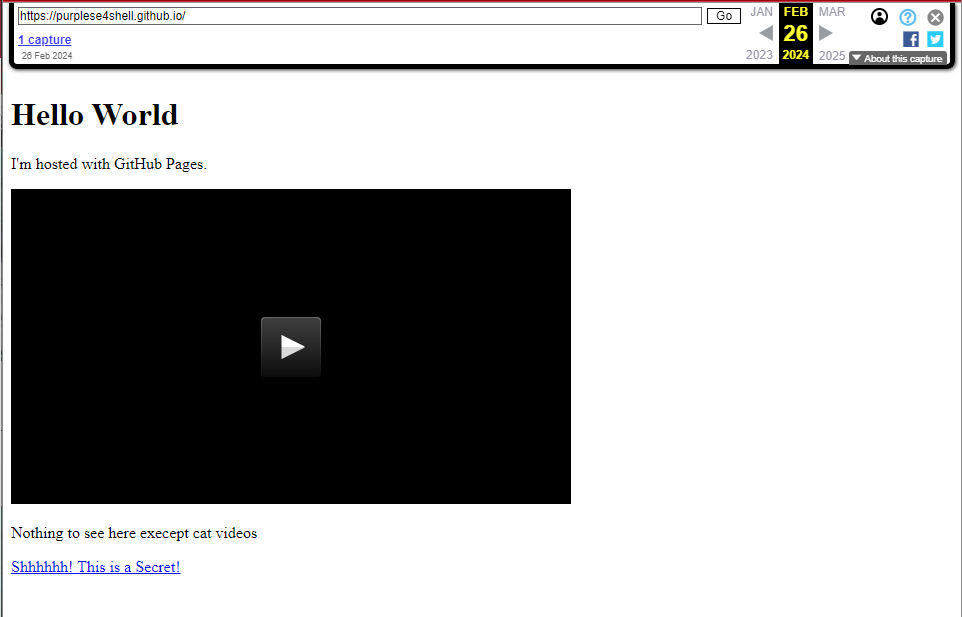 https://purplese4shell.github.io/ Go JAN FEB MAR
1 capture 26
26 Feb 2024 2023 2024 2025 About this capture
Hello World
I'm hosted with GitHub Pages.
Nothing to see here execept cat videos
Shhhhhh! This is a Secret!